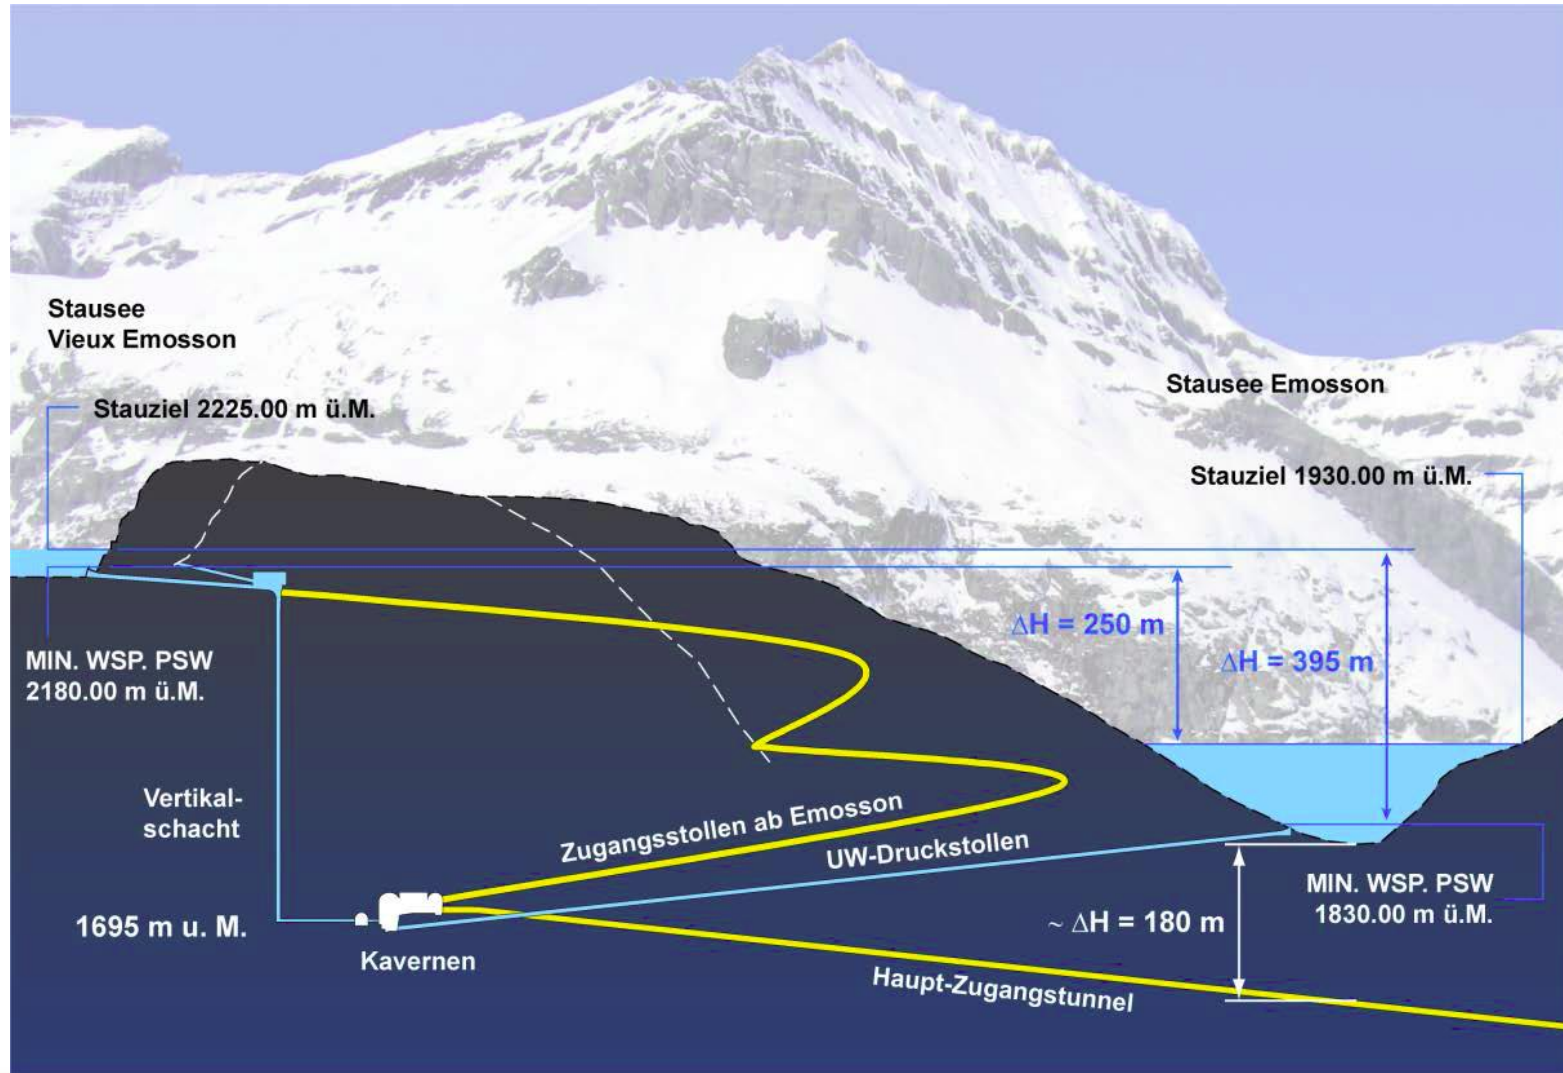 Stausee
Vieux Emosson
Stausee Emosson
Stauziel 2225.00 m ü.M.
Stauziel 1930.00 m ü.M.
ΔH = 250 m
ΔH = 395 m
MIN. WSP. PSW
2180.00 m ü.M.
Vertikal-
schacht
Zugangsstollen ab Emosson
UW-Druckstollen
MIN. WSP. PSW
1830.00 m ü.M.
1695 m u. M.
~ ΔH = 180 m
Kavernen
Haupt-Zugangstunnel